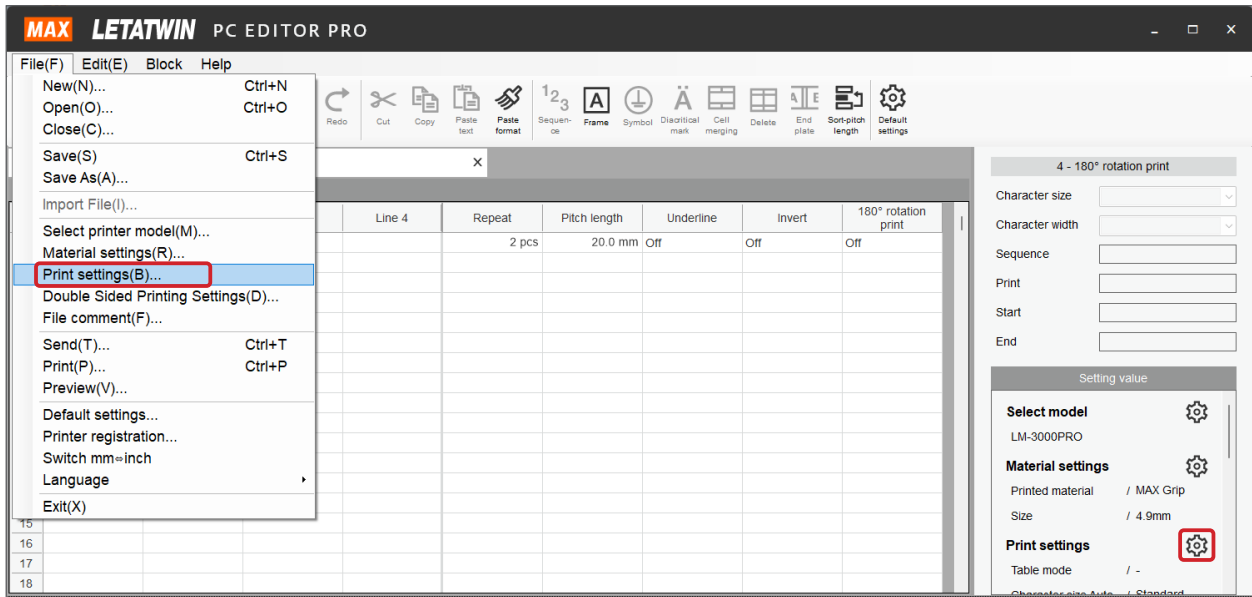 MAX LETATWIN PC EDITOR PRO
File(F) Edit(E) Block Help
New(N)... Ctrl+N
Open(O)... Ctrl+O
Close(C)...
Save(S) Ctrl+S
Save As(A)...
Import File(I)...
Select printer model(M)...
Material settings(R)...
Print settings(B)...
Double Sided Printing Settings(D)...
File comment(F)...
Send(T)... Ctrl+T
Print(P)... Ctrl+P
Preview(V)...
Default settings...
Printer registration...
Switch mm⇔inch
Language
Exit(X)
Redo Cut Copy Paste text Paste format Sequence Frame Symbol Diacritical mark Cell merging Delete End plate Sort-pitch length Default settings
Line 4 Repeat Pitch length Underline Invert 180° rotation print
2 pcs 20.0 mm Off Off Off
15
16
17
18
4 - 180° rotation print
Character size
Character width
Sequence
Print
Start
End
Setting value
Select model
LM-3000PRO
Material settings
Printed material / MAX Grip
Size / 4.9mm
Print settings
Table mode / -
Character size Auto / Standard